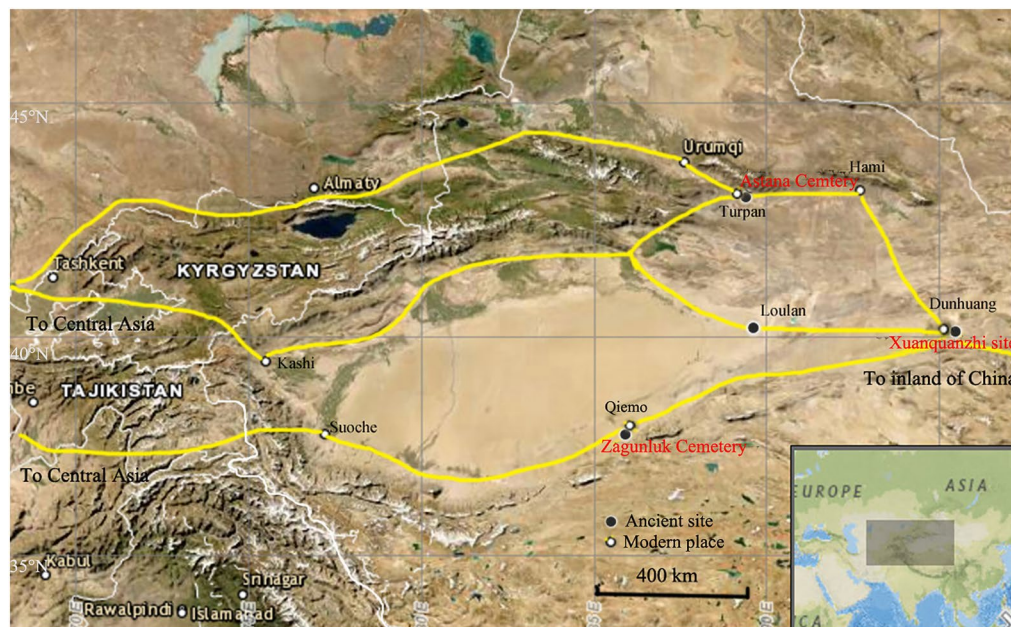 45°N
Urumqi
Hami
Almaty
Astana Cemtery
Turpan
Tashkent
KYRGYZSTAN
To Central Asia
Loulan
Dunhuang
Xuanquanzhi site
40°N
Kashi
To inland of China
nbe
TAJIKISTAN
Qiemo
Suoche
Zagunluk Cemetery
To Central Asia
EUROPE
ASIA
Ancient site
Modern place
35°N
Kabul
400 km
Srinagar
Rawalpindi
Islamabad
ICA